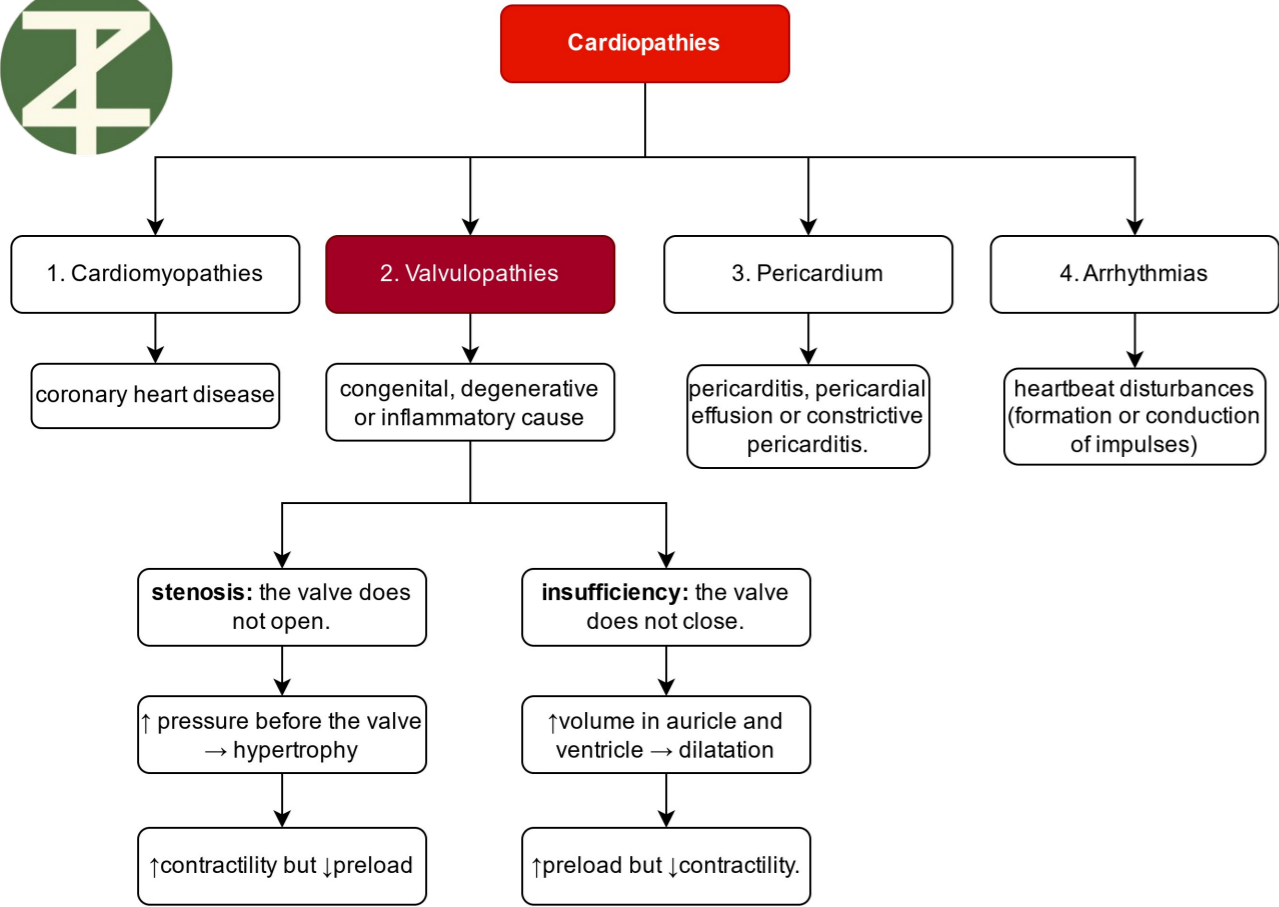 Cardiopathies
1. Cardiomyopathies
2. Valvulopathies
3. Pericardium
4. Arrhythmias
coronary heart disease
congenital, degenerative
or inflammatory cause
pericarditis, pericardial
effusion or constrictive
pericarditis.
heartbeat disturbances
(formation or conduction
of impulses)
stenosis: the valve does
not open.
insufficiency: the valve
does not close.
↑ pressure before the valve
→ hypertrophy
↑volume in auricle and
ventricle → dilatation
↑contractility but ↓preload
↑preload but ↓contractility.